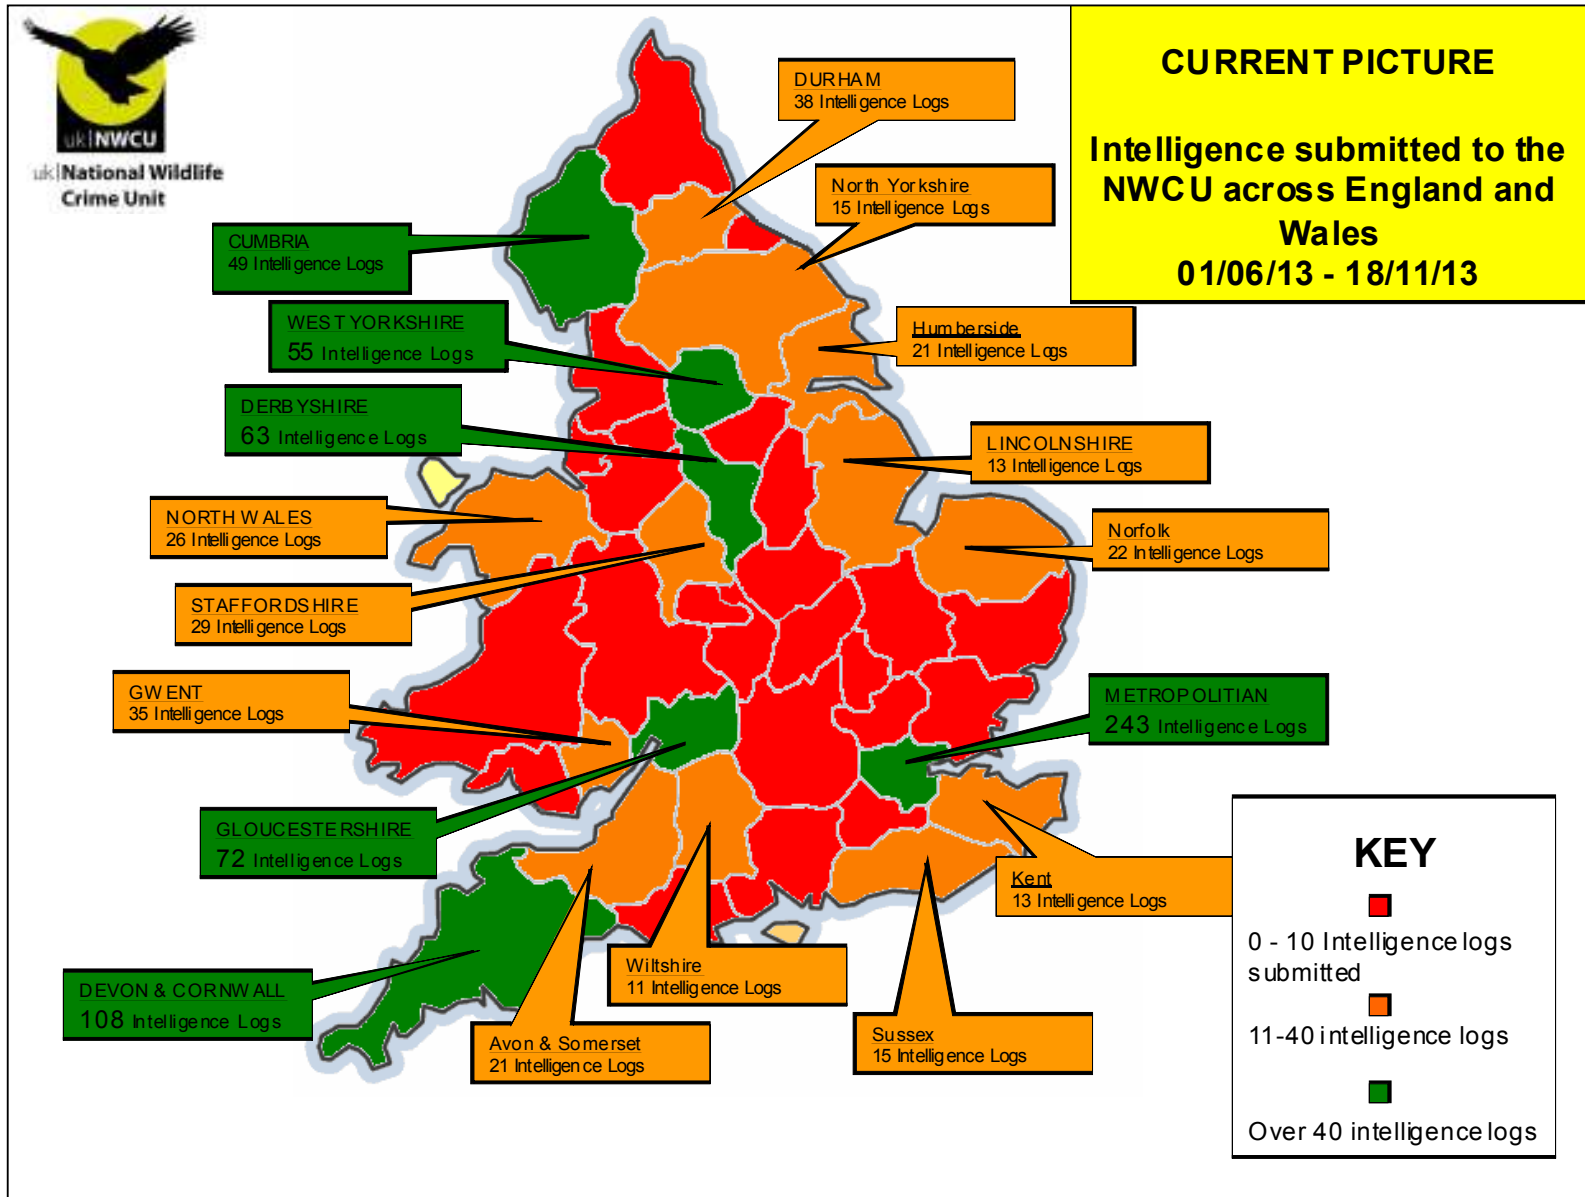 uk|NWCU
uk|National Wildlife
Crime Unit
CURRENT PICTURE
Intelligence submitted to the
NWCU across England and
Wales
01/06/13 - 18/11/13
DURHAM
38 Intelligence Logs
North Yorkshire
15 Intelligence Logs
CUMBRIA
49 Intelligence Logs
WEST YORKSHIRE
55 Intelligence Logs
Humberside
21 Intelligence Logs
DERBYSHIRE
63 Intelligence Logs
LINCOLNSHIRE
13 Intelligence Logs
NORTH WALES
26 Intelligence Logs
Norfolk
22 Intelligence Logs
STAFFORDSHIRE
29 Intelligence Logs
GWENT
35 Intelligence Logs
METROPOLITIAN
243 Intelligence Logs
GLOUCESTERSHIRE
72 Intelligence Logs
Kent
13 Intelligence Logs
Wiltshire
11 Intelligence Logs
DEVON & CORNWALL
108 Intelligence Logs
Avon & Somerset
21 Intelligence Logs
Sussex
15 Intelligence Logs
KEY
0 - 10 Intelligence logs
submitted
11-40 intelligence logs
Over 40 intelligence logs